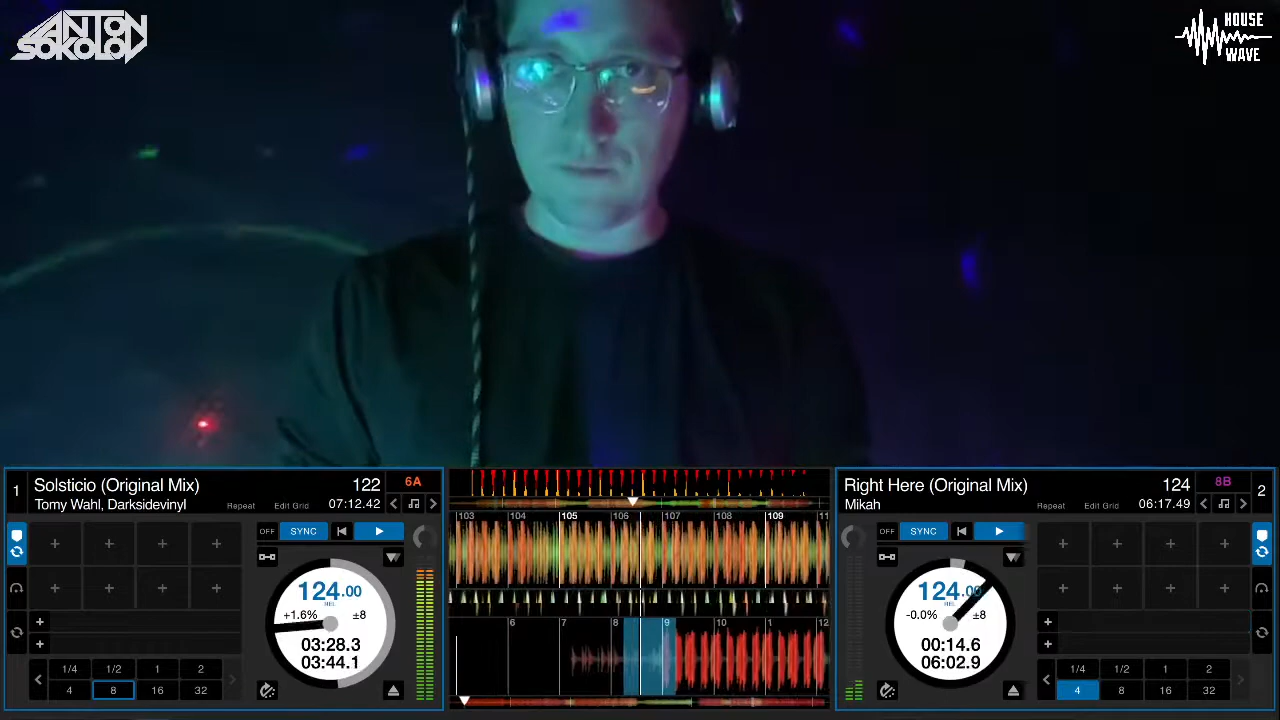 ANTON
SOKOLOV
HOUSE
WAVE
1 Solsticio (Original Mix) 122 6A
Tomy Wahl, Darksidevinyl Repeat Edit Grid 07:12.42
OFF SYNC
124.00
REL
+1.6% ±8
03:28.3
03:44.1
1/4 1/2 1 2
4 8 16 32
103 104 105 106 107 108 109 11
6 7 8 9 10 11 12
Right Here (Original Mix) 124 8B 2
Mikah Repeat Edit Grid 06:17.49
OFF SYNC
124.00
REL
-0.0% ±8
00:14.6
06:02.9
1/4 1/2 1 2
4 16 32